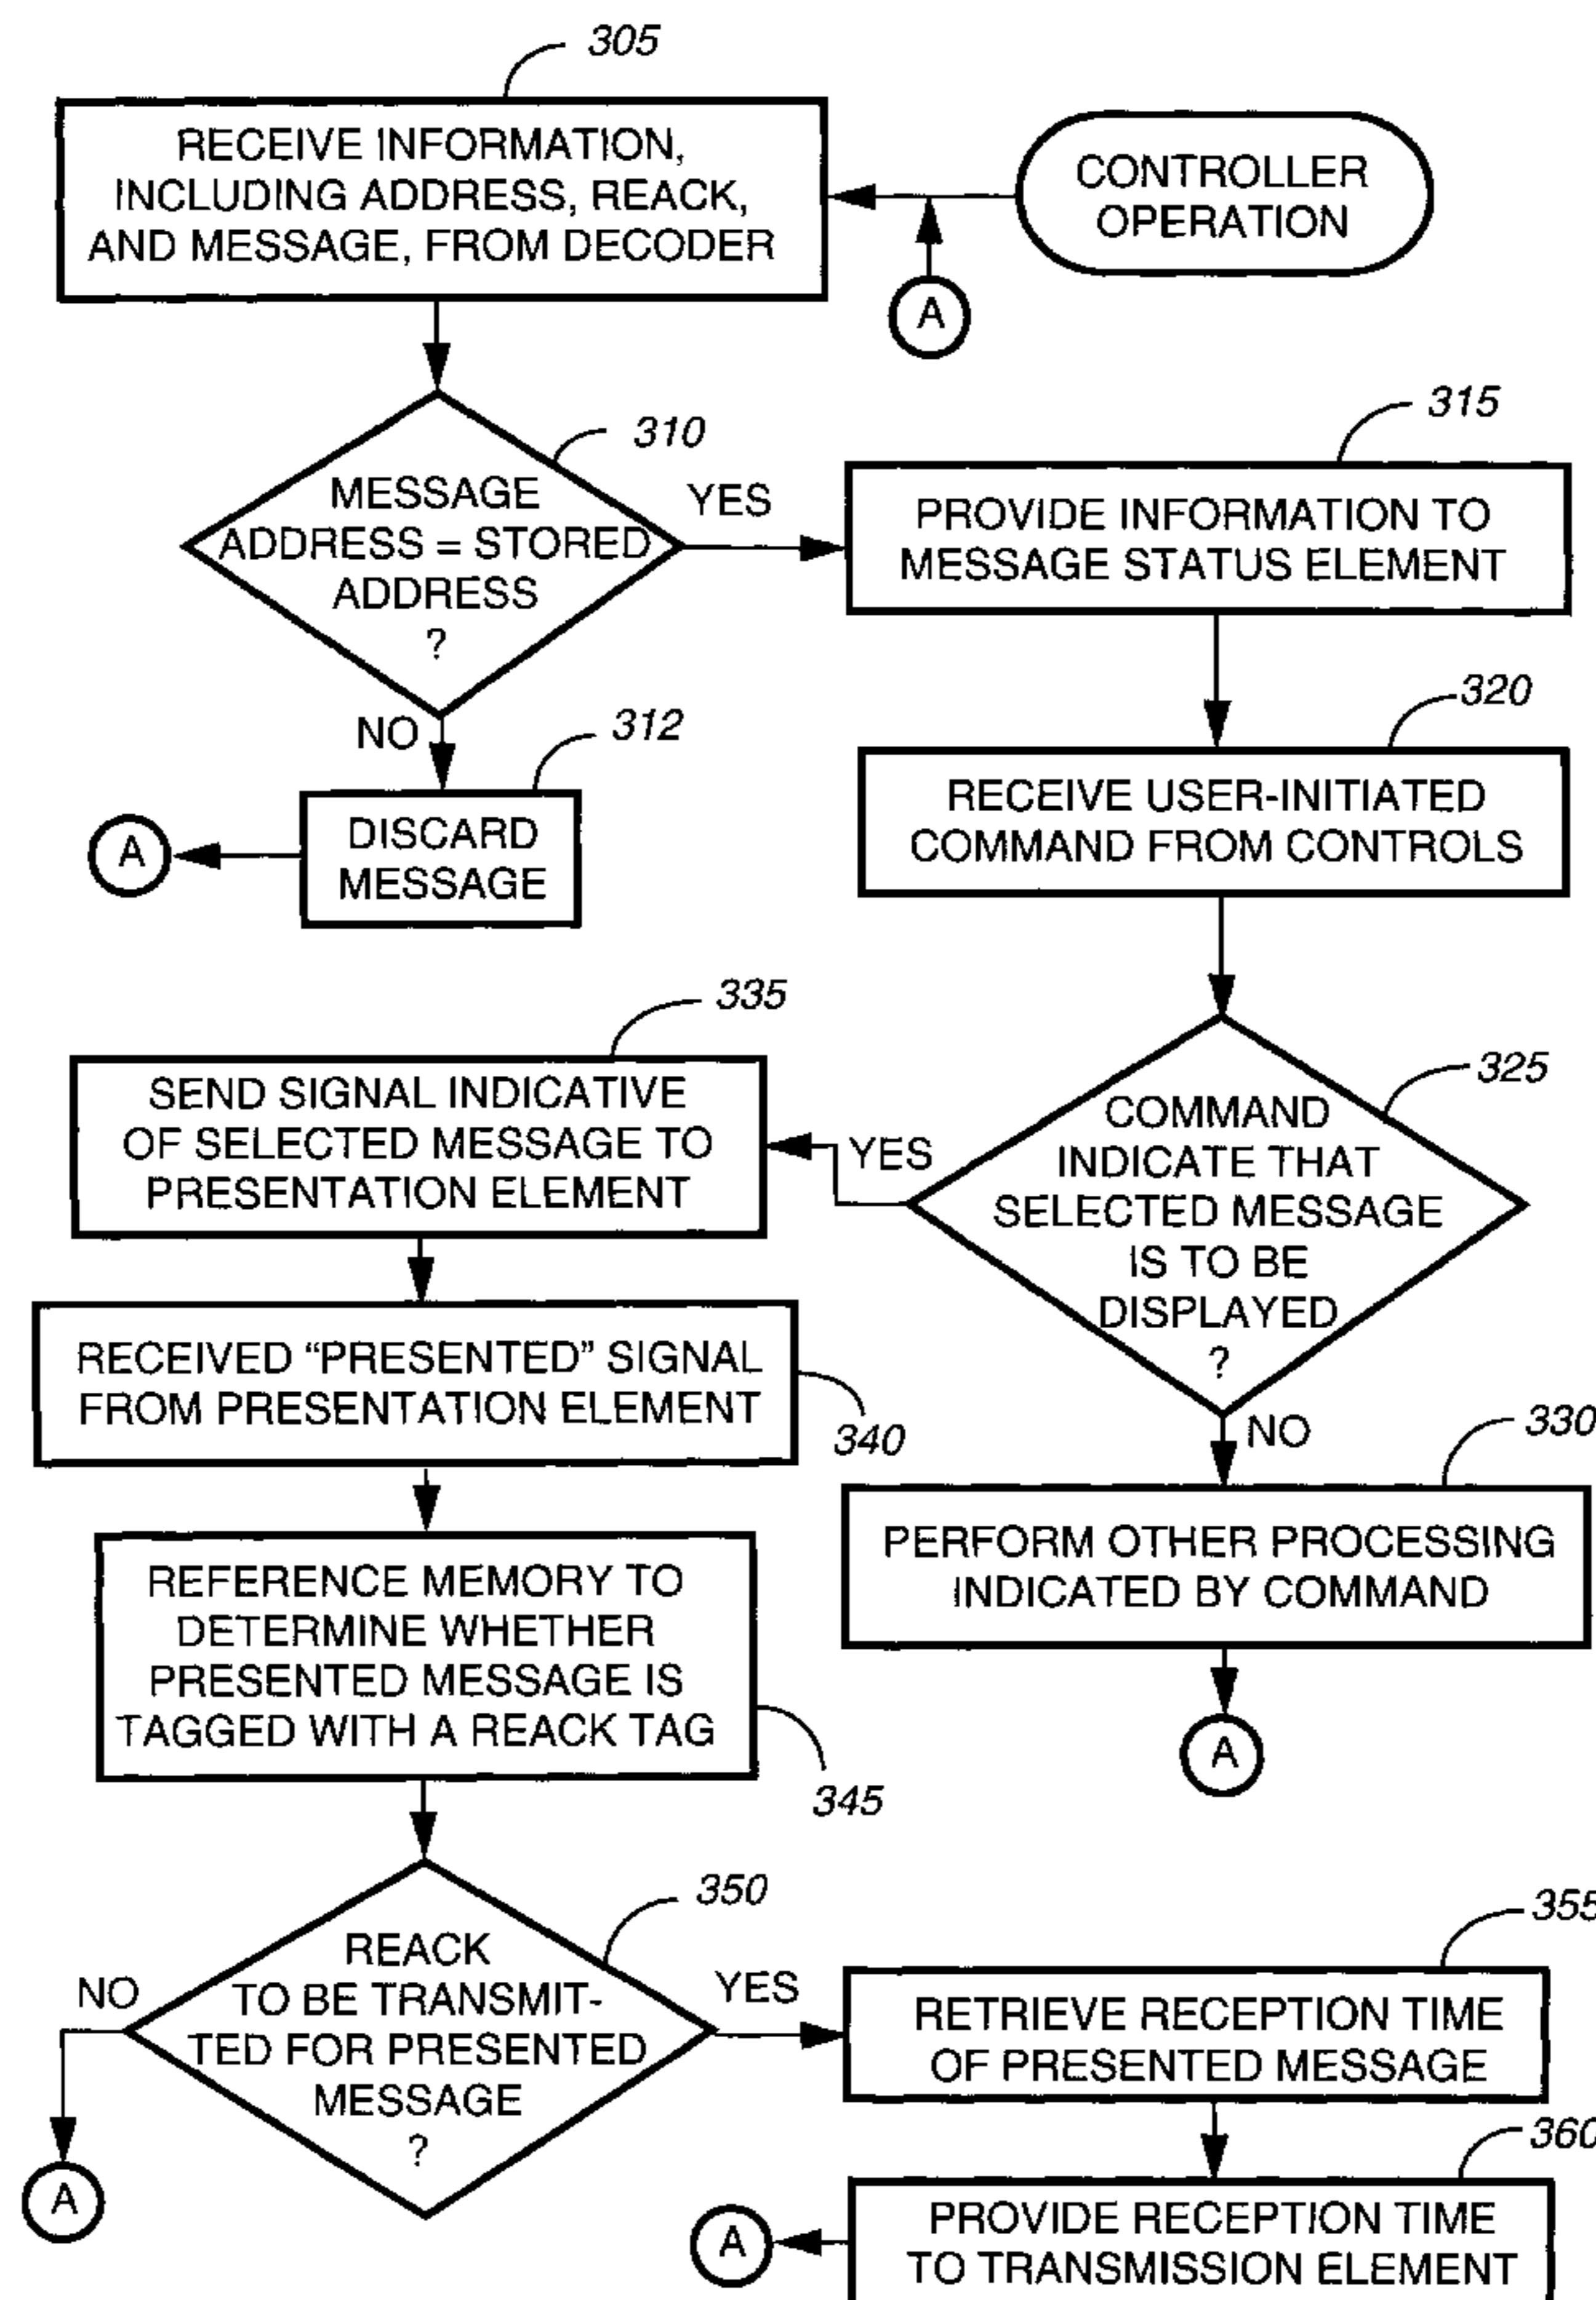 305
RECEIVE INFORMATION,
INCLUDING ADDRESS, REACK,
AND MESSAGE, FROM DECODER
CONTROLLER
OPERATION
A
310
MESSAGE
ADDRESS = STORED
ADDRESS
?
YES
315
PROVIDE INFORMATION TO
MESSAGE STATUS ELEMENT
NO
312
DISCARD
MESSAGE
A
320
RECEIVE USER-INITIATED
COMMAND FROM CONTROLS
325
COMMAND
INDICATE THAT
SELECTED MESSAGE
IS TO BE
DISPLAYED
?
YES
335
SEND SIGNAL INDICATIVE
OF SELECTED MESSAGE TO
PRESENTATION ELEMENT
RECEIVED “PRESENTED” SIGNAL
FROM PRESENTATION ELEMENT
340
NO
330
PERFORM OTHER PROCESSING
INDICATED BY COMMAND
A
REFERENCE MEMORY TO
DETERMINE WHETHER
PRESENTED MESSAGE IS
TAGGED WITH A REACK TAG
345
350
REACK
TO BE TRANSMIT-
TED FOR PRESENTED
MESSAGE
?
NO
A
YES
355
RETRIEVE RECEPTION TIME
OF PRESENTED MESSAGE
360
PROVIDE RECEPTION TIME
TO TRANSMISSION ELEMENT
A